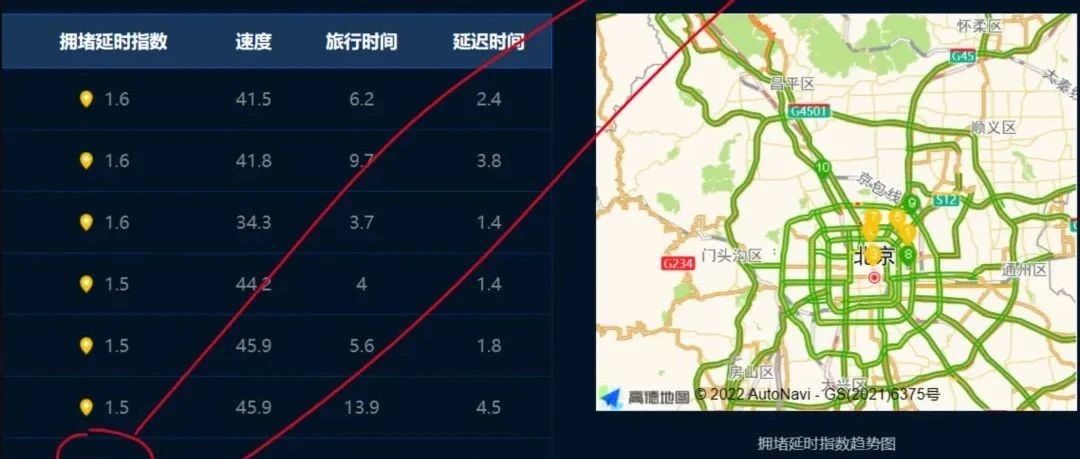 拥堵延时指数 速度 旅行时间 延迟时间
1.6 41.5 6.2 2.4
1.6 41.8 9.7 3.8
1.6 34.3 3.7 1.4
1.5 44.2 4 1.4
1.5 45.9 5.6 1.8
1.5 45.9 13.9 4.5
怀柔区
G45
大秦线
昌平区
G4501
顺义区
10
京包线
S12
9
7
5
门头沟区
G234
北京
8
通州区
房山区
大兴区
高德地图 © 2022 AutoNavi - GS(2021)6375号
拥堵延时指数趋势图